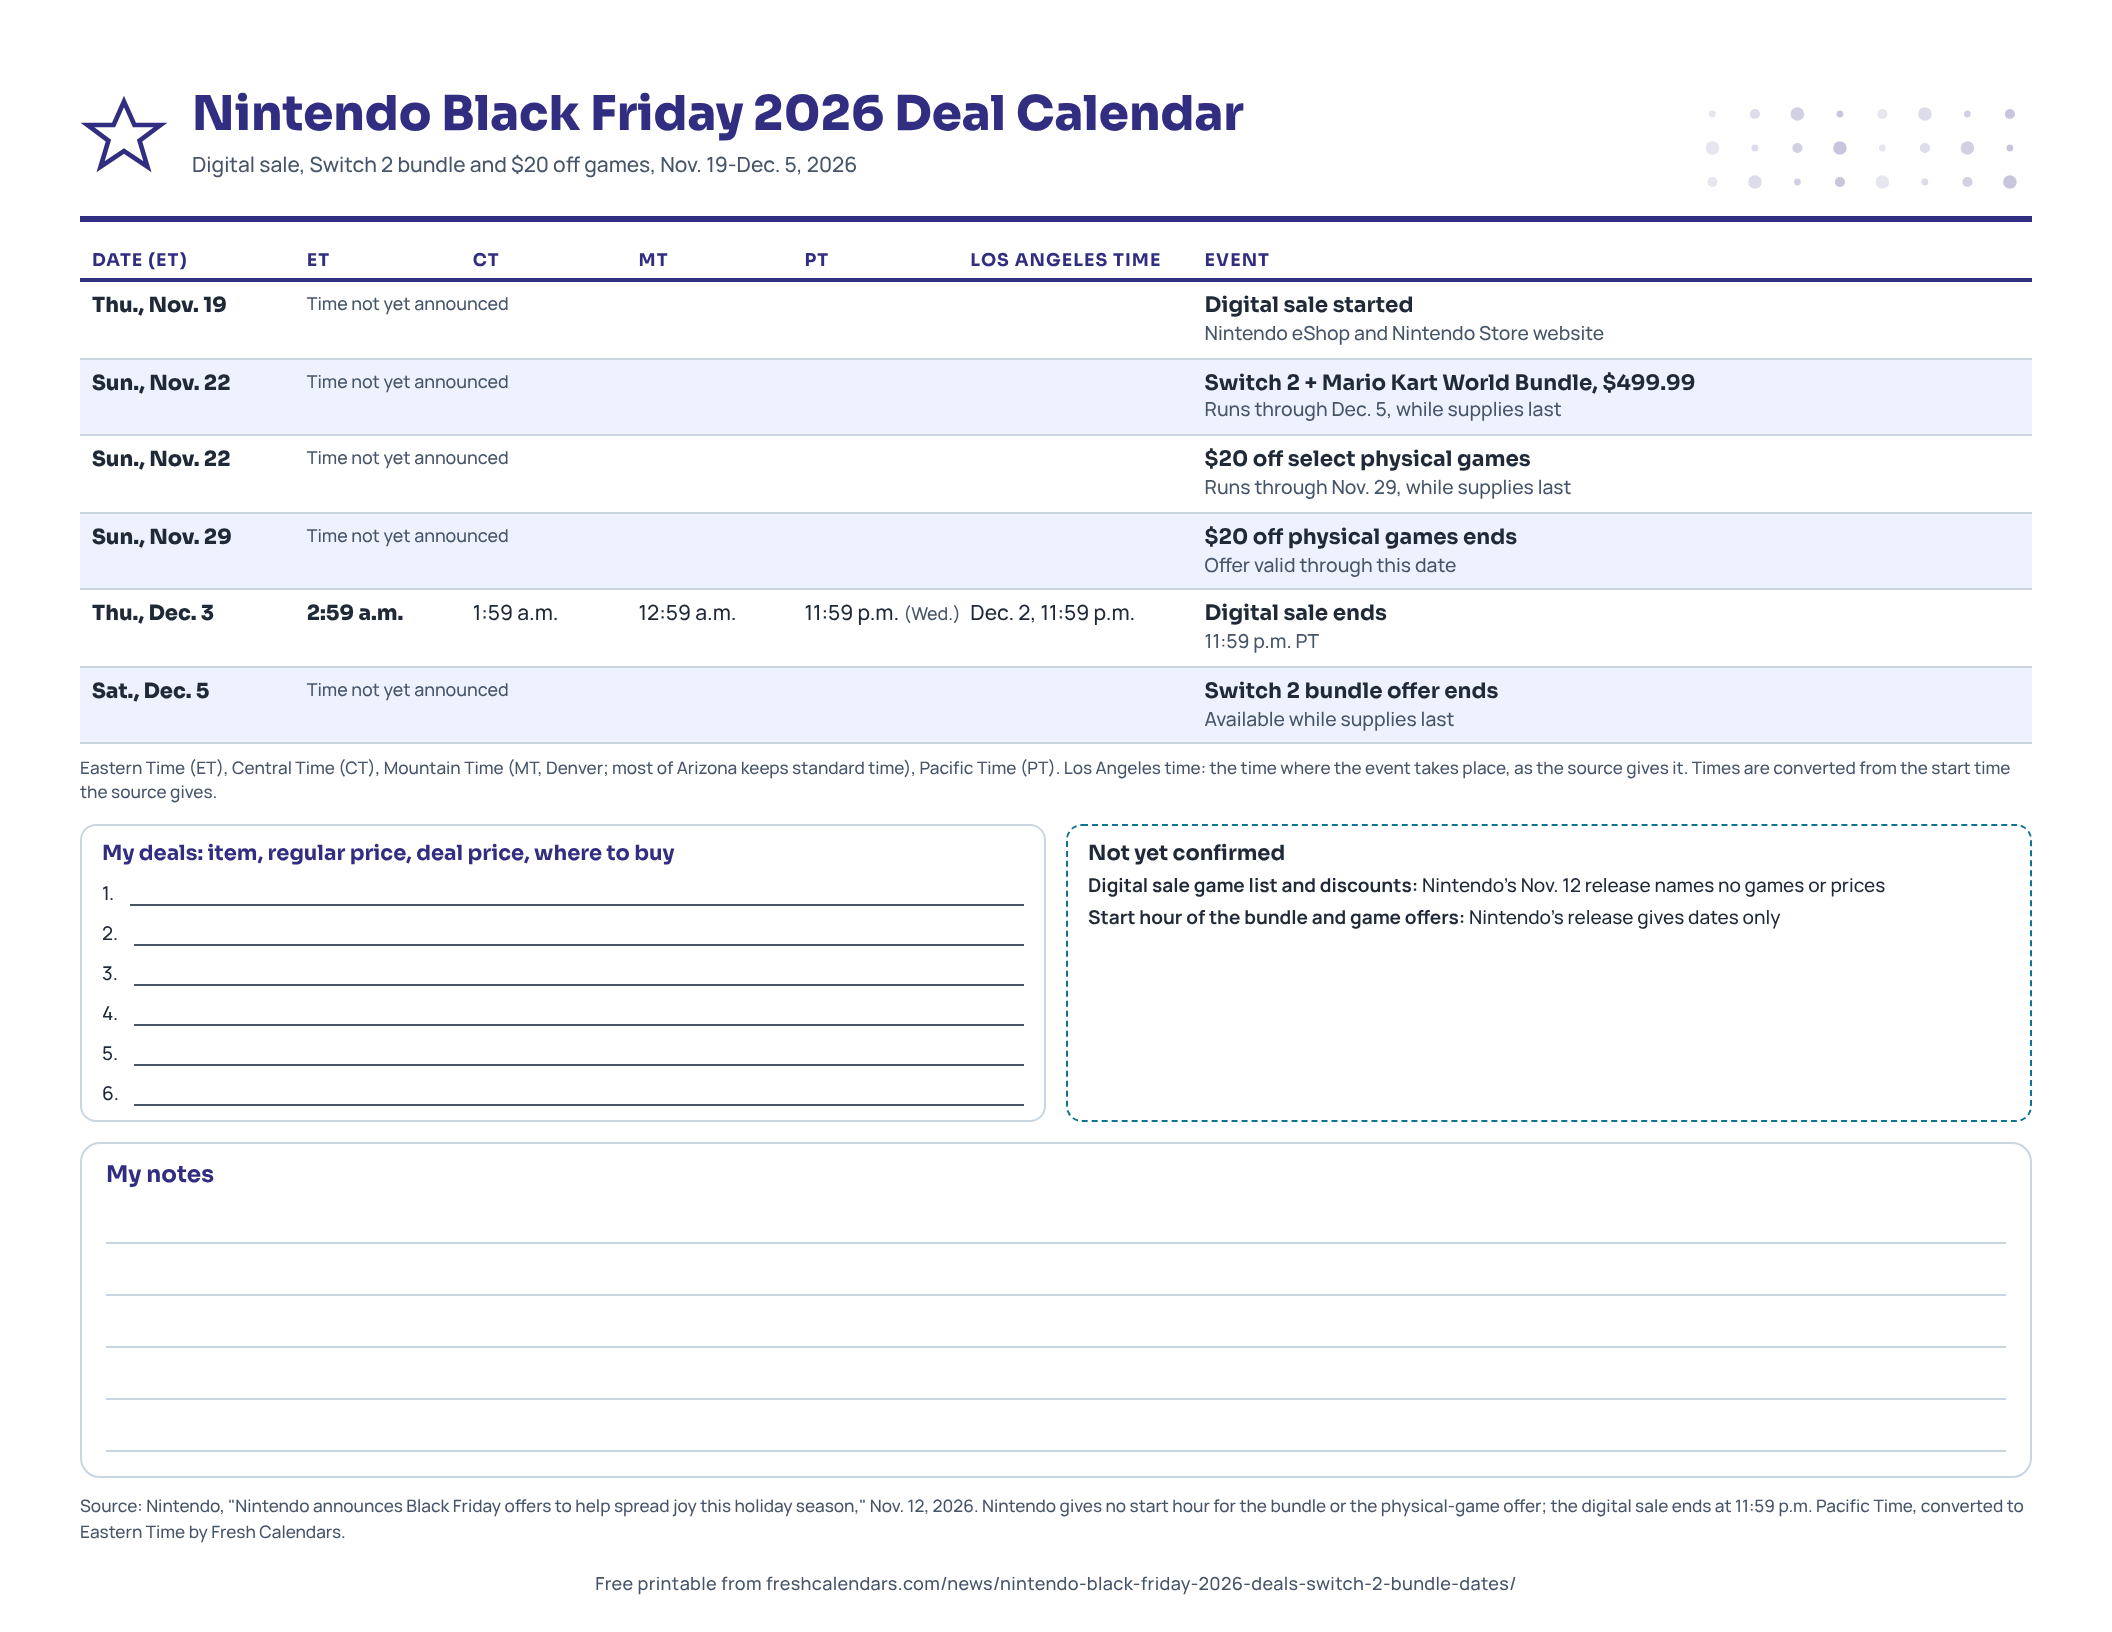 Nintendo Black Friday 2026 Deal Calendar
Digital sale, Switch 2 bundle and $20 off games, Nov. 19-Dec. 5, 2026
DATE (ET) ET CT MT PT LOS ANGELES TIME EVENT
Thu., Nov. 19 Time not yet announced Digital sale started
Nintendo eShop and Nintendo Store website
Sun., Nov. 22 Time not yet announced Switch 2 + Mario Kart World Bundle, $499.99
Runs through Dec. 5, while supplies last
Sun., Nov. 22 Time not yet announced $20 off select physical games
Runs through Nov. 29, while supplies last
Sun., Nov. 29 Time not yet announced $20 off physical games ends
Offer valid through this date
Thu., Dec. 3 2:59 a.m. 1:59 a.m. 12:59 a.m. 11:59 p.m. (Wed.) Dec. 2, 11:59 p.m. Digital sale ends
11:59 p.m. PT
Sat., Dec. 5 Time not yet announced Switch 2 bundle offer ends
Available while supplies last
Eastern Time (ET), Central Time (CT), Mountain Time (MT, Denver; most of Arizona keeps standard time), Pacific Time (PT). Los Angeles time: the time where the event takes place, as the source gives it. Times are converted from the start time
the source gives.
My deals: item, regular price, deal price, where to buy
1.
2.
3.
4.
5.
6.
Not yet confirmed
Digital sale game list and discounts: Nintendo's Nov. 12 release names no games or prices
Start hour of the bundle and game offers: Nintendo's release gives dates only
My notes
Source: Nintendo, "Nintendo announces Black Friday offers to help spread joy this holiday season," Nov. 12, 2026. Nintendo gives no start hour for the bundle or the physical-game offer; the digital sale ends at 11:59 p.m. Pacific Time, converted to
Eastern Time by Fresh Calendars.
Free printable from freshcalendars.com/news/nintendo-black-friday-2026-deals-switch-2-bundle-dates/